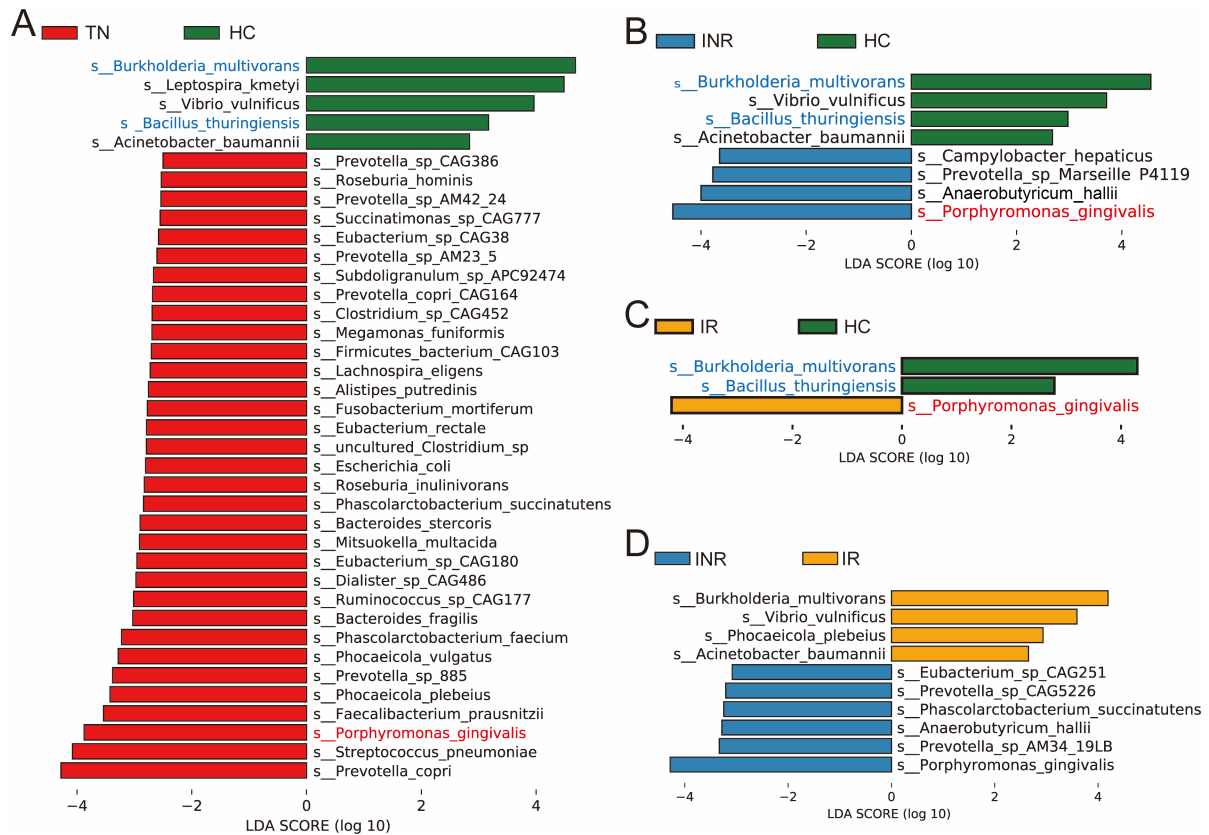 A
TN
HC
s__Burkholderia_multivorans
s__Leptospira_kmetyi
s__Vibrio_vulnificus
s _Bacillus_thuringiensis
s__Acinetobacter_baumannii
s__Prevotella_sp_CAG386
s__Roseburia_hominis
s__Prevotella_sp_AM42_24
s__Succinatimonas_sp_CAG777
s__Eubacterium_sp_CAG38
s__Prevotella_sp_AM23_5
s__Subdoligranulum_sp_APC92474
s__Prevotella_copri_CAG164
s__Clostridium_sp_CAG452
s__Megamonas_funiformis
s__Firmicutes_bacterium_CAG103
s__Lachnospira_eligens
s__Alistipes_putredinis
s__Fusobacterium_mortiferum
s__Eubacterium_rectale
s__uncultured_Clostridium_sp
s__Escherichia_coli
s__Roseburia_inulinivorans
s__Phascolarctobacterium_succinatutens
s__Bacteroides_stercoris
s__Mitsuokella_multacida
s__Eubacterium_sp_CAG180
s__Dialister_sp_CAG486
s__Ruminococcus_sp_CAG177
s__Bacteroides_fragilis
s__Phascolarctobacterium_faecium
s__Phocaeicola_vulgatus
s__Prevotella_sp_885
s__Phocaeicola_plebeius
s__Faecalibacterium_prausnitzii
s__Porphyromonas_gingivalis
s__Streptococcus_pneumoniae
s__Prevotella_copri
−4 −2 0 2 4
LDA SCORE (log 10)
B
INR
HC
s__Burkholderia_multivorans
s__Vibrio_vulnificus
s__Bacillus_thuringiensis
s__Acinetobacter_baumannii
s__Campylobacter_hepaticus
s__Prevotella_sp_Marseille P4119
s__Anaerobutyricum_hallii
s__Porphyromonas_gingivalis
−4 −2 0 2 4
LDA SCORE (log 10)
C
IR
HC
s__Burkholderia_multivorans
s__Bacillus_thuringiensis
s__Porphyromonas_gingivalis
−4 −2 0 2 4
LDA SCORE (log 10)
D
INR
IR
s__Burkholderia_multivorans
s__Vibrio_vulnificus
s__Phocaeicola_plebeius
s__Acinetobacter_baumannii
s__Eubacterium_sp_CAG251
s__Prevotella_sp_CAG5226
s__Phascolarctobacterium_succinatutens
s__Anaerobutyricum_hallii
s__Prevotella_sp_AM34_19LB
s__Porphyromonas_gingivalis
−4 −2 0 2 4
LDA SCORE (log 10)